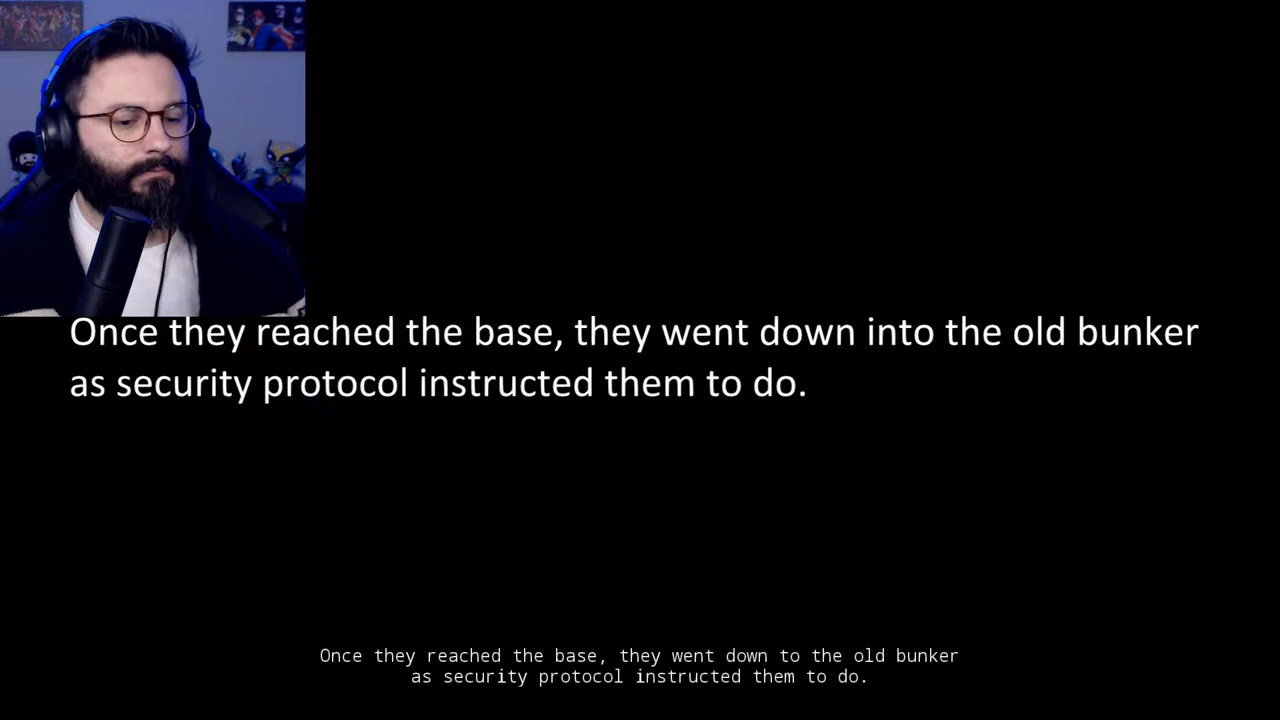 Once they reached the base, they went down into the old bunker
as security protocol instructed them to do.
Once they reached the base, they went down to the old bunker
as security protocol instructed them to do.